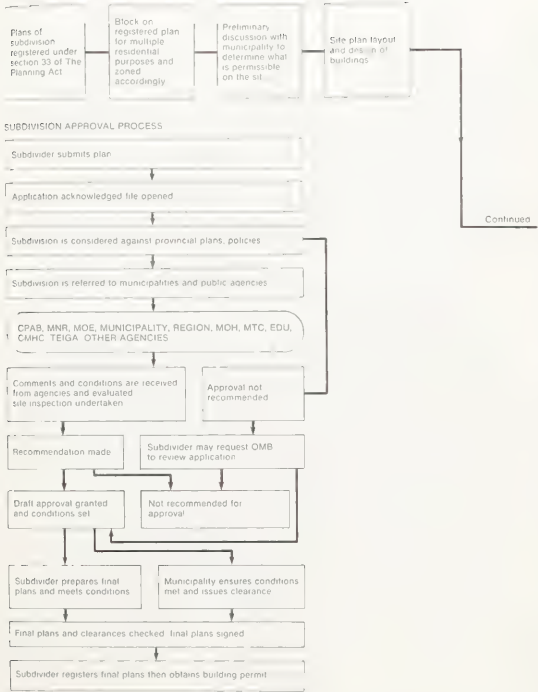 Plans of
subdivision
registered under
section 33 of The
Planning Act
Block on
registered plan
for multiple
residential
purposes and
zoned
accordingly
Preliminary
discussion with
municipality to
determine what
is permissible
on the sit
Site plan layout
and design of
buildings
Continued
SUBDIVISION APPROVAL PROCESS
Subdivider submits plan
Application acknowledged file opened
Subdivision is considered against provincial plans, policies
Subdivision is referred to municipalities and public agencies
CPAB, MNR, MOE, MUNICIPALITY, REGION, MOH, MTC, EDU,
CMHC TEIGA OTHER AGENCIES
Comments and conditions are received
from agencies and evaluated
site inspection undertaken
Approval not
recommended
Recommendation made
Subdivider may request OMB
to review application
Draft approval granted
and conditions set
Not recommended for
approval
Subdivider prepares final
plans and meets conditions
Municipality ensures conditions
met and issues clearance
Final plans and clearances checked final plans signed
Subdivider registers final plans then obtains building permit